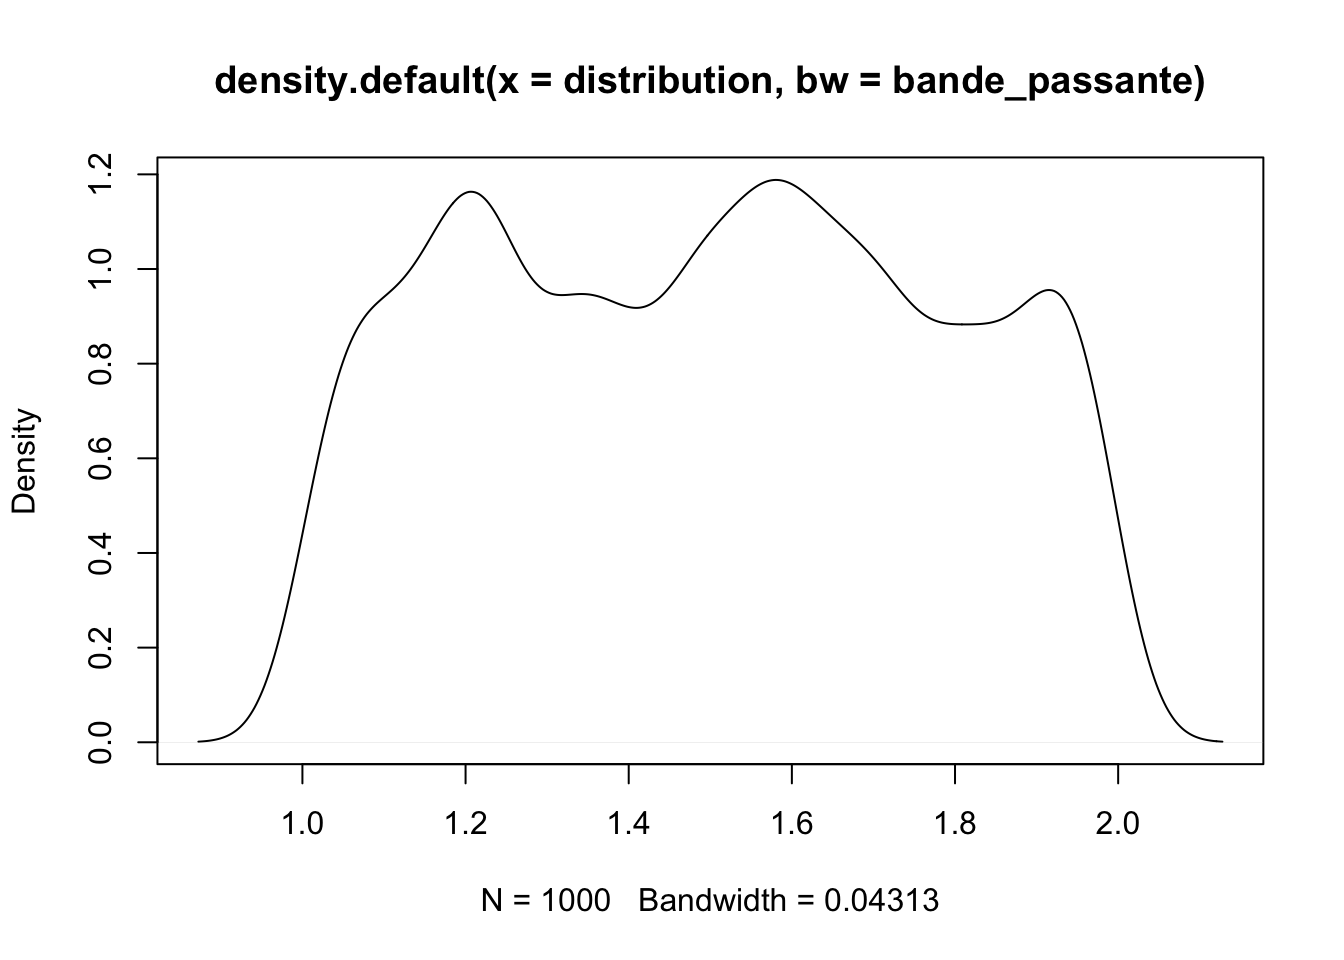 density.default(x = distribution, bw = bande_passante)
1.2
1.0
0.8
0.6
0.4
0.2
0.0
Density
1.0 1.2 1.4 1.6 1.8 2.0
N = 1000 Bandwidth = 0.04313